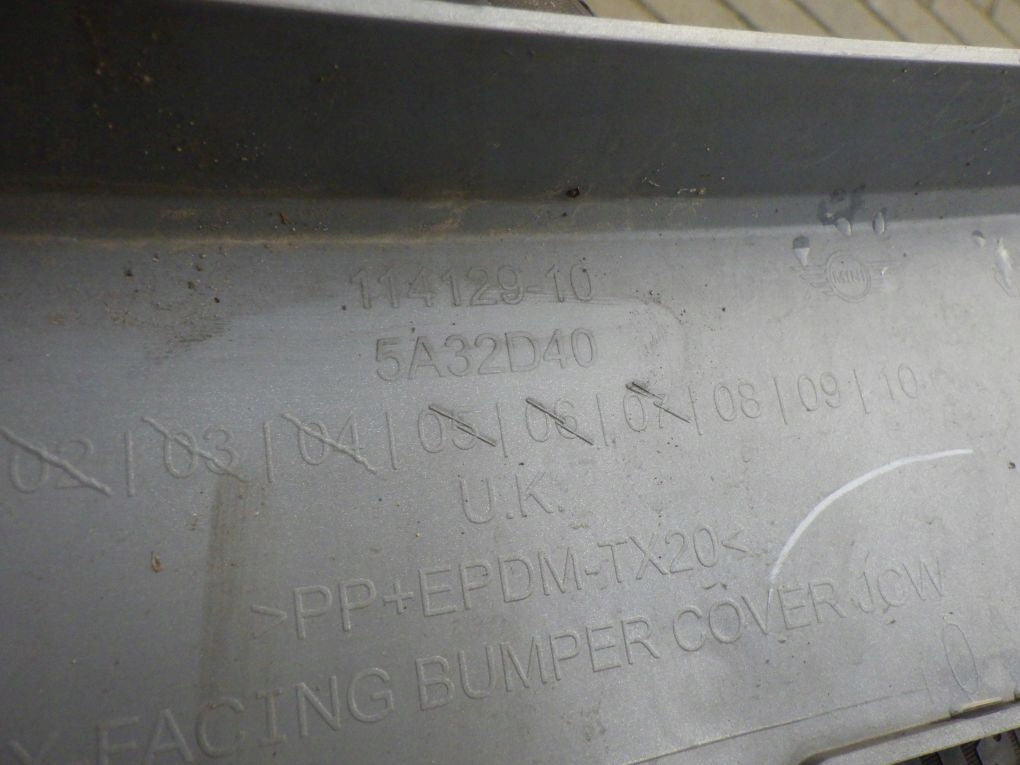 MINI
114129-10
5A32D40
02 | 03 | 04 | 05 | 06 | 07 | 08 | 09 | 10
U.K.
>PP+EPDM-TX20<
FACING BUMPER COVER JCW